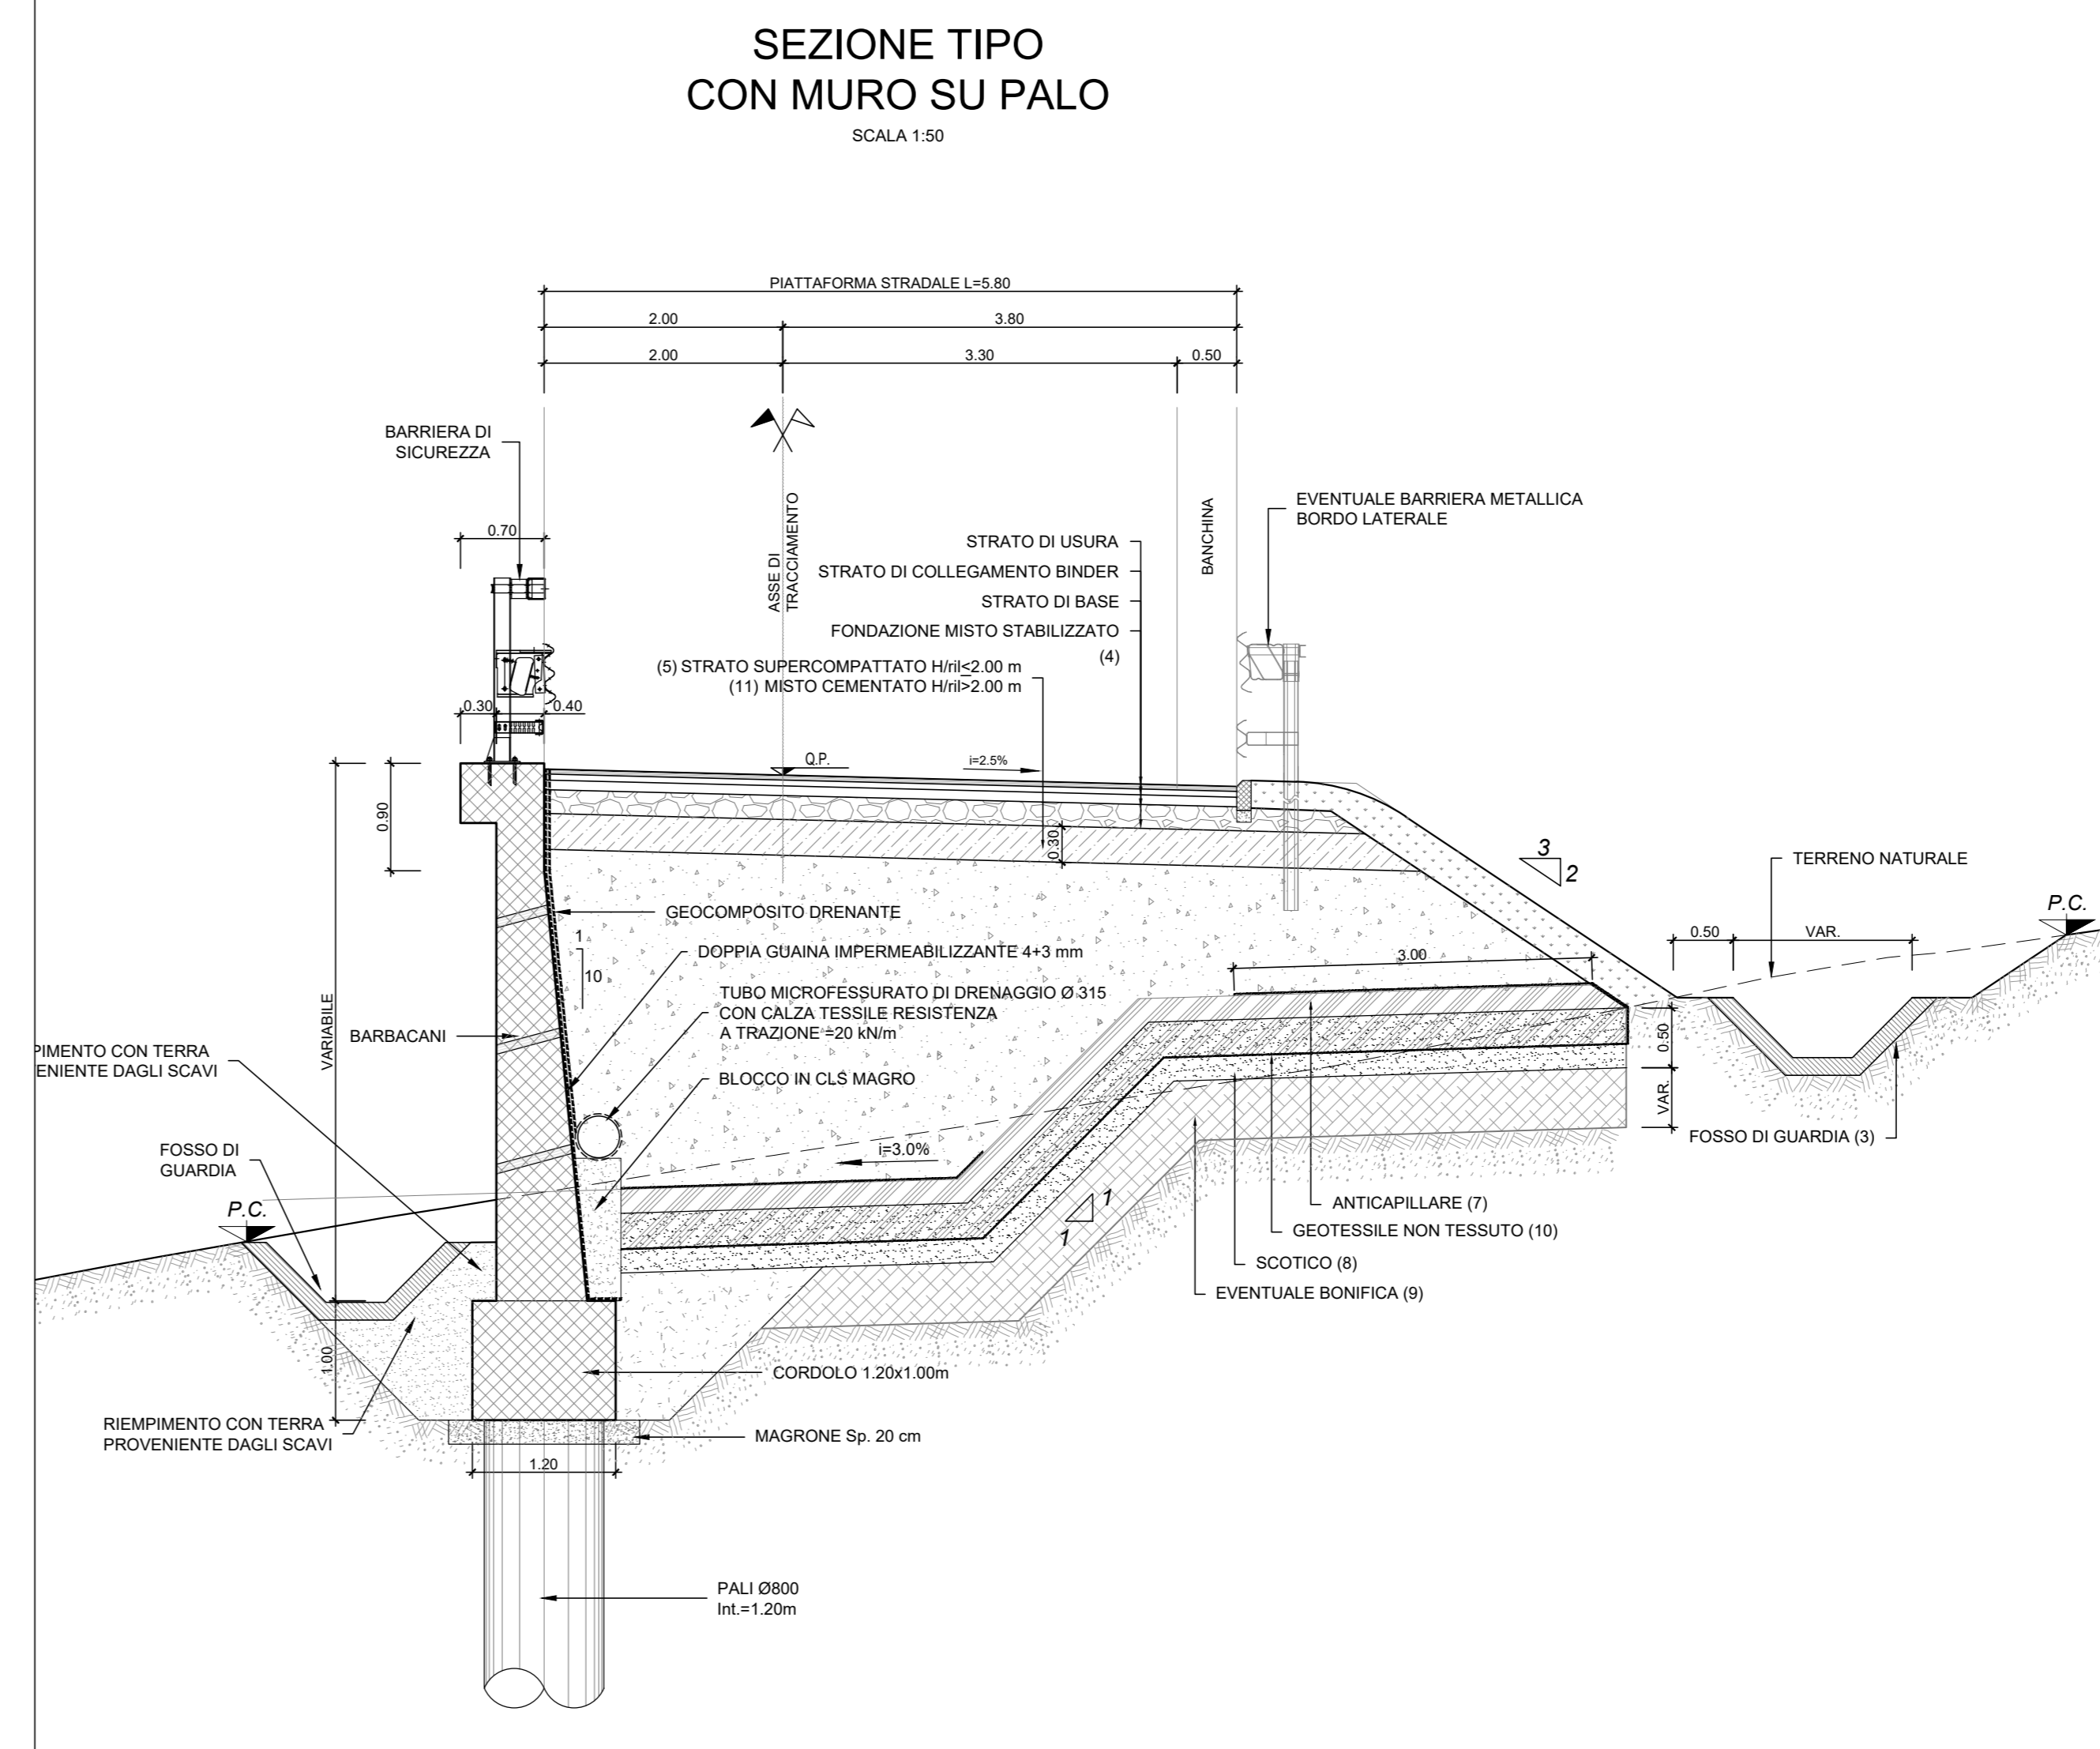 SEZIONE TIPO
CON MURO SU PALO
SCALA 1:50
PIATTAFORMA STRADALE L=5.80
2.00
3.80
2.00
3.30
0.50
BARRIERA DI
SICUREZZA
0.70
ASSE DI
TRACCIAMENTO
BANCHINA
EVENTUALE BARRIERA METALLICA
BORDO LATERALE
STRATO DI USURA
STRATO DI COLLEGAMENTO BINDER
STRATO DI BASE
FONDAZIONE MISTO STABILIZZATO
(4)
(5) STRATO SUPERCOMPATTATO H/ril≤2.00 m
(11) MISTO CEMENTATO H/ril>2.00 m
0.30
0.40
Q.P.
i=2.5%
0.90
0.30
3
2
TERRENO NATURALE
P.C.
0.50
VAR.
GEOCOMPOSITO DRENANTE
1
10
DOPPIA GUAINA IMPERMEABILIZZANTE 4+3 mm
3.00
TUBO MICROFESSURATO DI DRENAGGIO Ø 315
CON CALZA TESSILE RESISTENZA
A TRAZIONE =20 kN/m
VARIABILE
BARBACANI
PIMENTO CON TERRA
ENIENTE DAGLI SCAVI
BLOCCO IN CLS MAGRO
0.50
VAR.
FOSSO DI GUARDIA (3)
FOSSO DI
GUARDIA
i=3.0%
P.C.
1
1
ANTICAPILLARE (7)
GEOTESSILE NON TESSUTO (10)
SCOTICO (8)
EVENTUALE BONIFICA (9)
1.00
CORDOLO 1.20x1.00m
RIEMPIMENTO CON TERRA
PROVENIENTE DAGLI SCAVI
MAGRONE Sp. 20 cm
1.20
PALI Ø800
Int.=1.20m